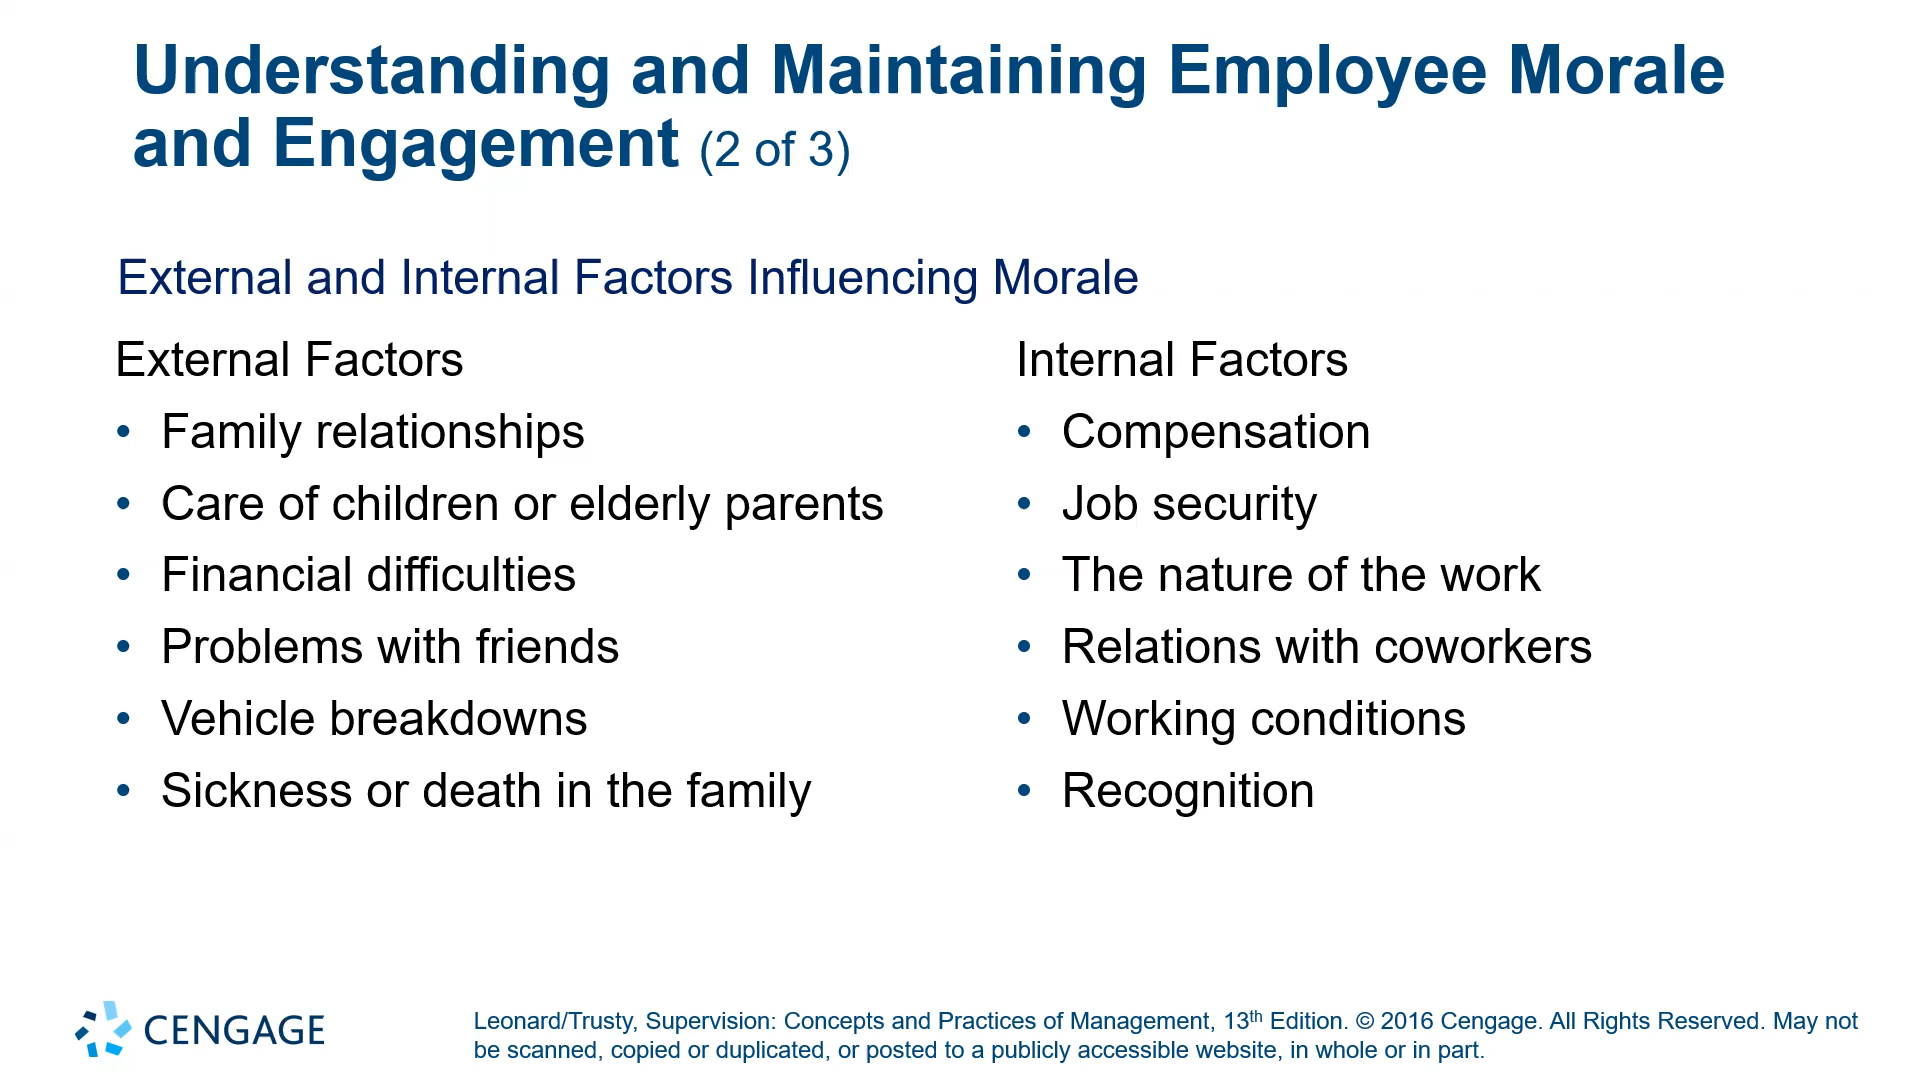 Understanding and Maintaining Employee Morale
and Engagement (2 of 3)
External and Internal Factors Influencing Morale
External Factors
• Family relationships
• Care of children or elderly parents
• Financial difficulties
• Problems with friends
• Vehicle breakdowns
• Sickness or death in the family
Internal Factors
• Compensation
• Job security
• The nature of the work
• Relations with coworkers
• Working conditions
• Recognition
CENGAGE
Leonard/Trusty, Supervision: Concepts and Practices of Management, 13th Edition. © 2016 Cengage. All Rights Reserved. May not
be scanned, copied or duplicated, or posted to a publicly accessible website, in whole or in part.